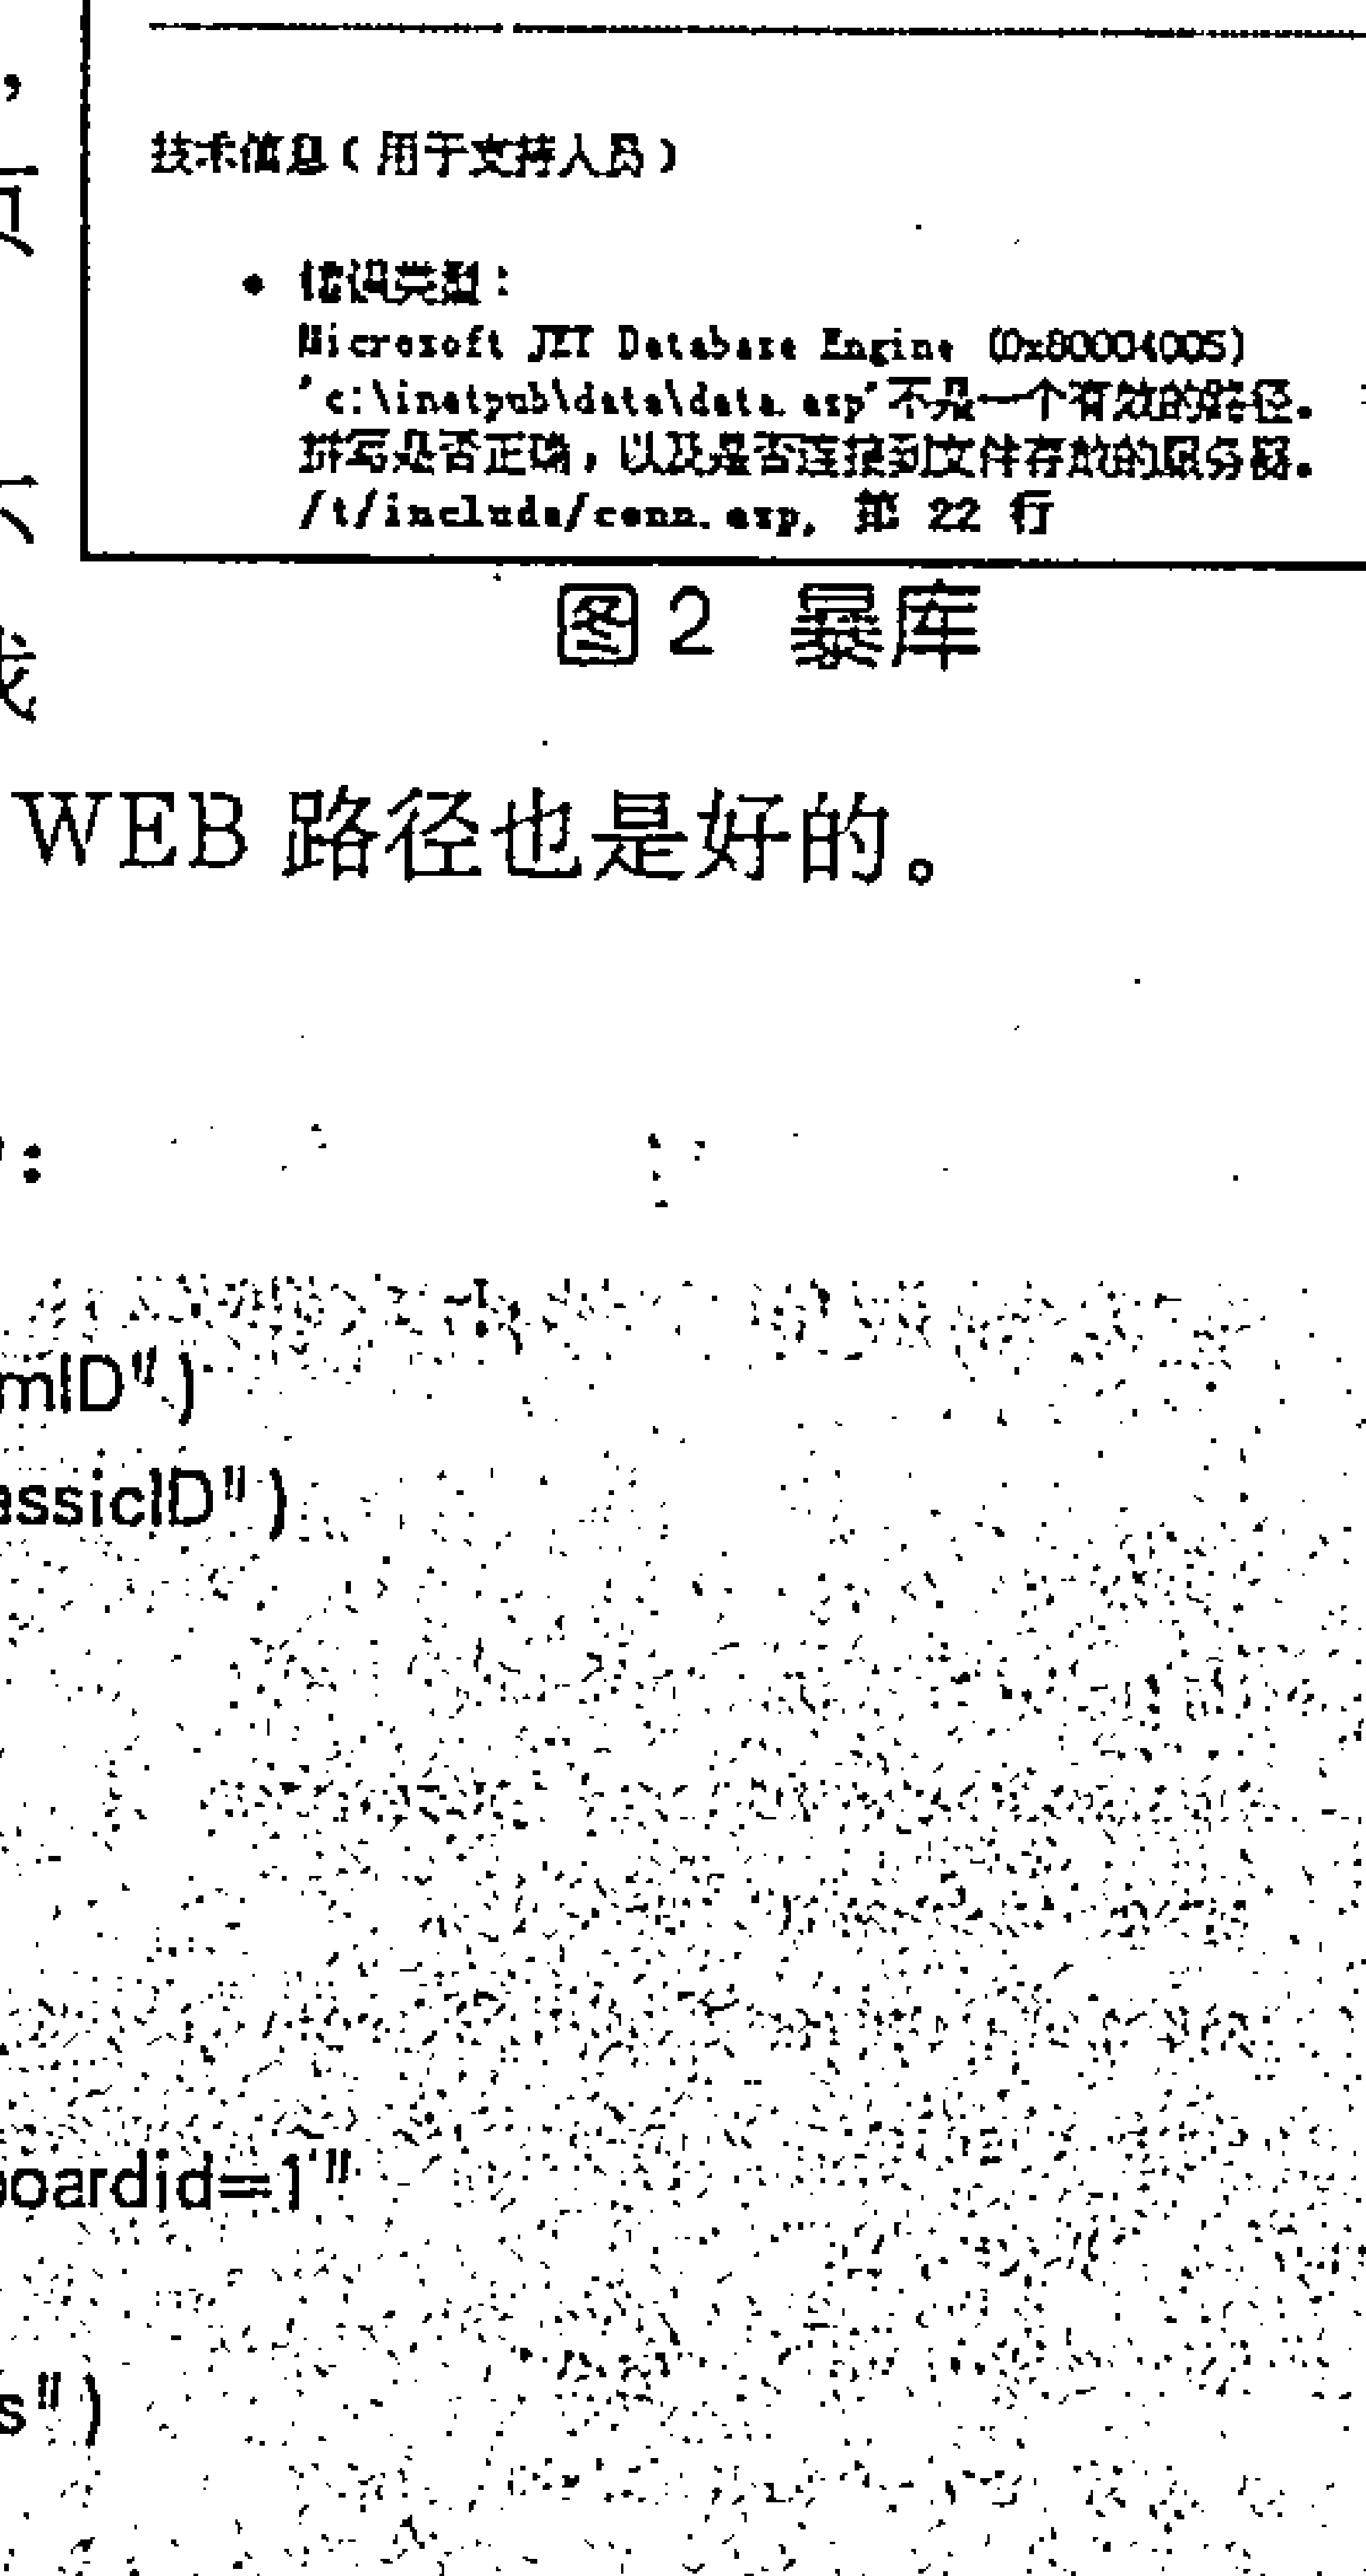 ，
技术信息（用于支持人员）
• 错误类型：
Microsoft JET Database Engine (0x80004005)
'c:\inetpub\data\data.asp'不是一个有效的路径。
拼写是否正确，以及是否连接到文件存放的服务器。
/t/include/conn.asp, 第 22 行
图2 暴库
WEB 路径也是好的。
:
mID")
assicID")
boardid=1"
s")